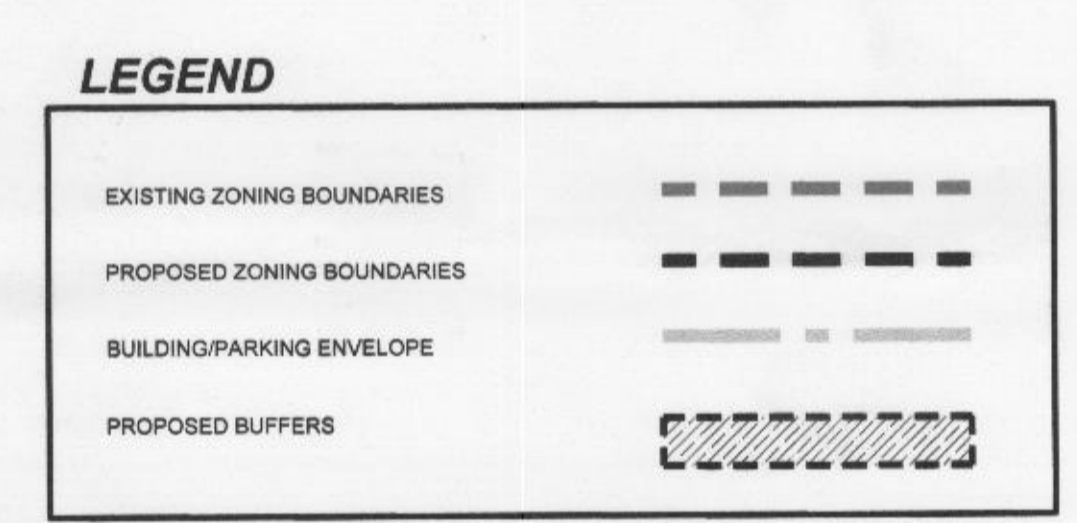 LEGEND
EXISTING ZONING BOUNDARIES
PROPOSED ZONING BOUNDARIES
BUILDING/PARKING ENVELOPE
PROPOSED BUFFERS